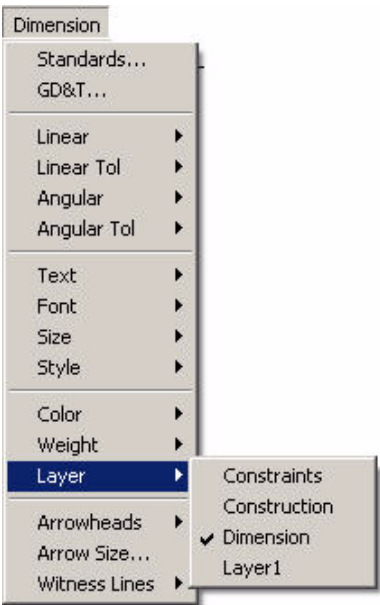 Dimension
Standards...
GD&T...
Linear
Linear Tol
Angular
Angular Tol
Text
Font
Size
Style
Color
Weight
Layer
Constraints
Construction
Dimension
Layer1
Arrowheads
Arrow Size...
Witness Lines